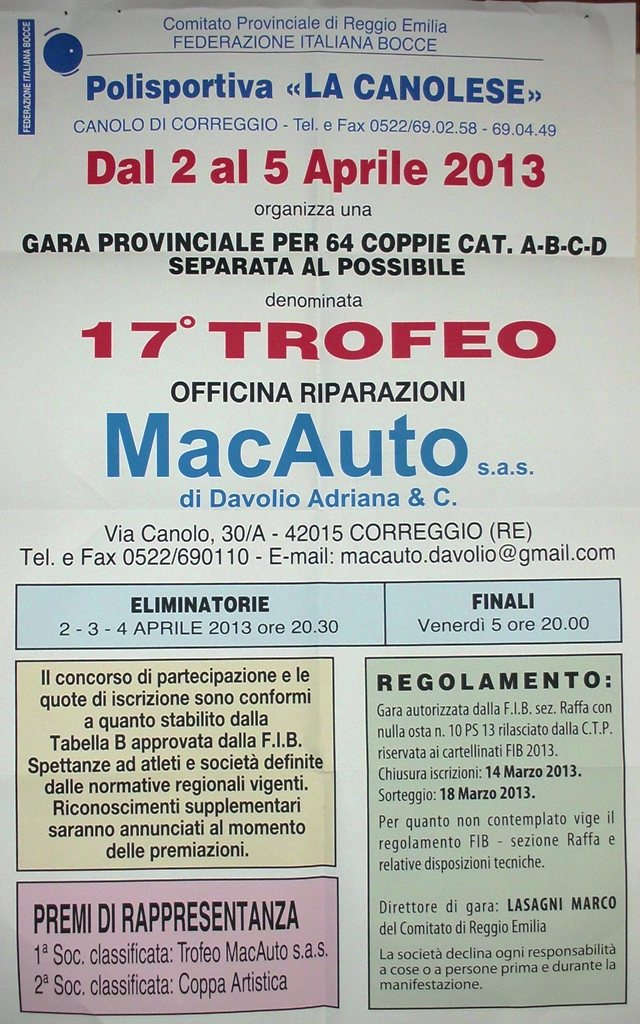 FEDERAZIONE ITALIANA BOCCE
Comitato Provinciale di Reggio Emilia
FEDERAZIONE ITALIANA BOCCE
Polisportiva «LA CANOLESE»
CANOLO DI CORREGGIO - Tel. e Fax 0522/69.02.58 - 69.04.49
Dal 2 al 5 Aprile 2013
organizza una
GARA PROVINCIALE PER 64 COPPIE CAT. A-B-C-D
SEPARATA AL POSSIBILE
denominata
17° TROFEO
OFFICINA RIPARAZIONI
MacAuto s.a.s.
di Davolio Adriana & C.
Via Canolo, 30/A - 42015 CORREGGIO (RE)
Tel. e Fax 0522/690110 - E-mail: macauto.davolio@gmail.com
ELIMINATORIE
2 - 3 - 4 APRILE 2013 ore 20.30
FINALI
Venerdì 5 ore 20.00
Il concorso di partecipazione e le
quote di iscrizione sono conformi
a quanto stabilito dalla
Tabella B approvata dalla F.I.B.
Spettanze ad atleti e società definite
dalle normative regionali vigenti.
Riconoscimenti supplementari
saranno annunciati al momento
delle premiazioni.
PREMI DI RAPPRESENTANZA
1ª Soc. classificata: Trofeo MacAuto s.a.s.
2ª Soc. classificata: Coppa Artistica
REGOLAMENTO:
Gara autorizzata dalla F.I.B. sez. Raffa con
nulla osta n. 10 PS 13 rilasciato dalla C.T.P.
riservata ai cartellinati FIB 2013.
Chiusura iscrizioni: 14 Marzo 2013.
Sorteggio: 18 Marzo 2013.
Per quanto non contemplato vige il
regolamento FIB - sezione Raffa e
relative disposizioni tecniche.
Direttore di gara: LASAGNI MARCO
del Comitato di Reggio Emilia
La società declina ogni responsabilità
a cose o a persone prima e durante la
manifestazione.